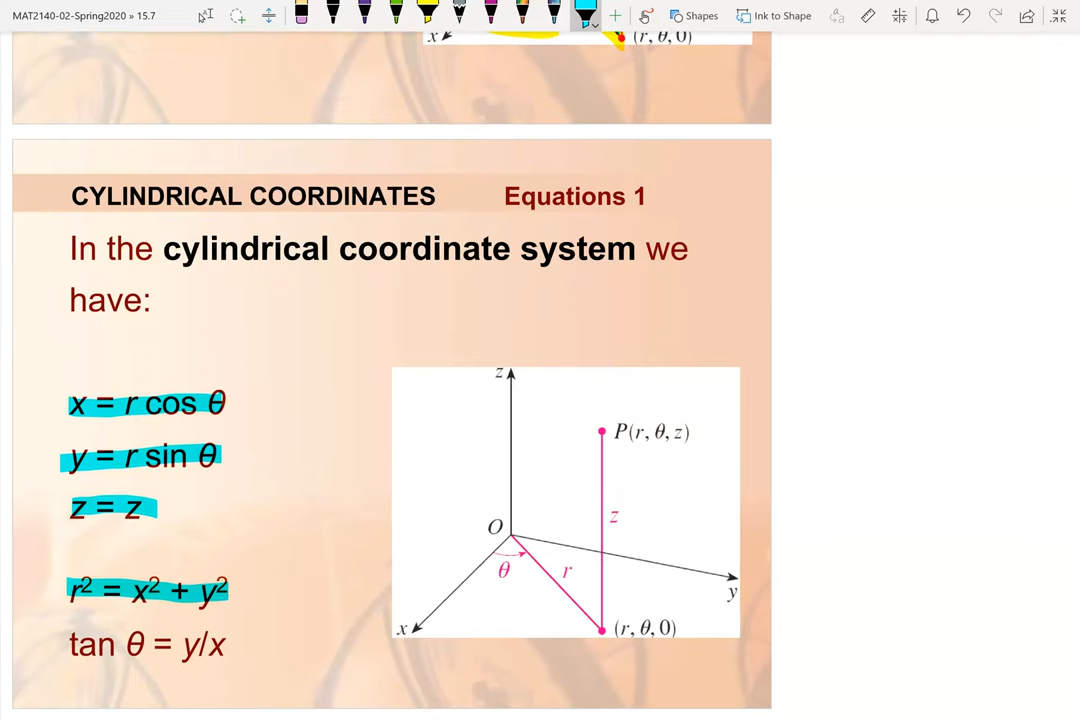 MAT2140-02-Spring2020 » 15.7
Shapes
Ink to Shape
x
(r, θ, 0)
CYLINDRICAL COORDINATES Equations 1
In the cylindrical coordinate system we
have:
x = r cos θ
y = r sin θ
z = z
r² = x² + y²
tan θ = y/x
z
P(r, θ, z)
z
O
θ
r
y
x
(r, θ, 0)